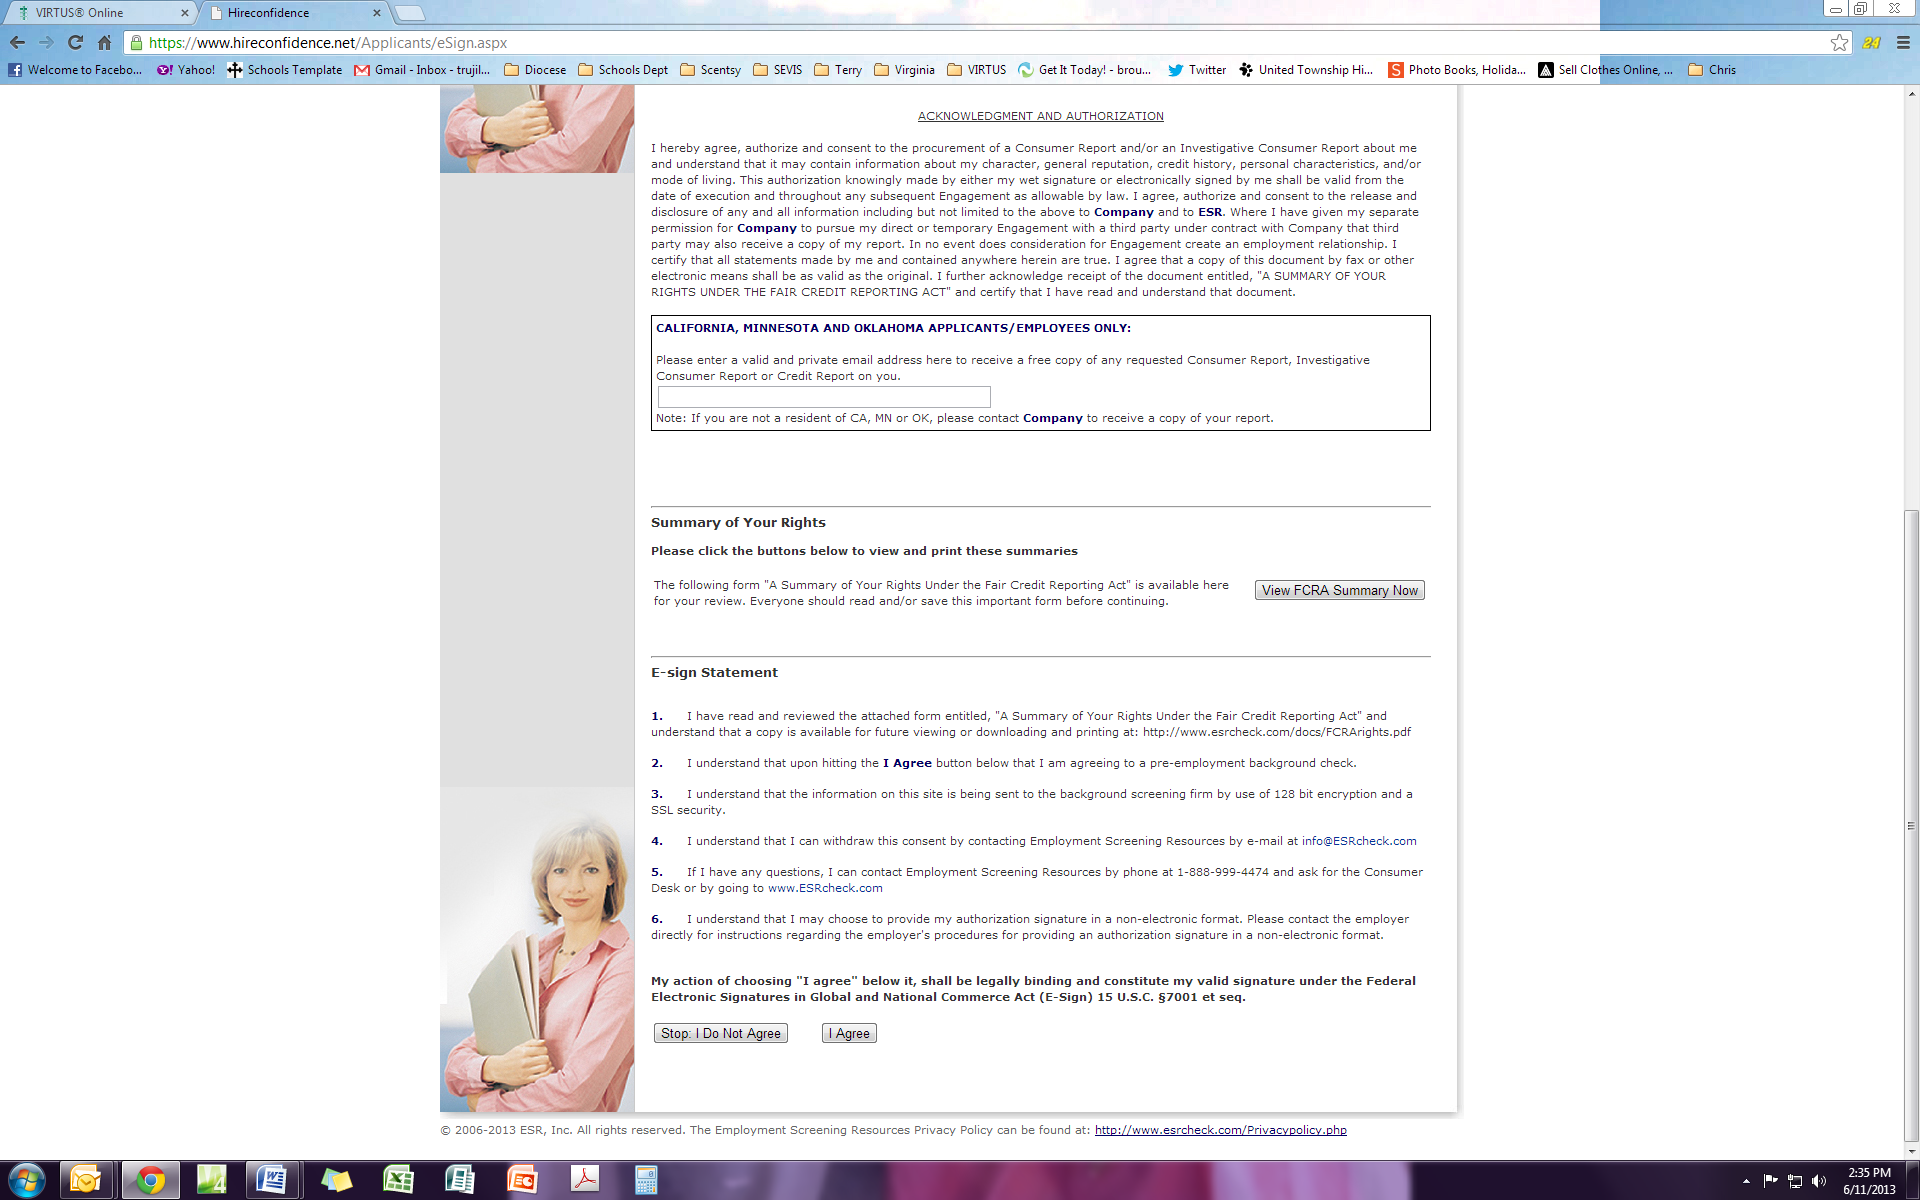 VIRTUS® Online
Hireconfidence
https://www.hireconfidence.net/Applicants/eSign.aspx
24
Welcome to Facebo...
Yahoo!
Schools Template
Gmail - Inbox - trujil...
Diocese
Schools Dept
Scentsy
SEVIS
Terry
Virginia
VIRTUS
Get It Today! - brou...
Twitter
United Township Hi...
Photo Books, Holida...
Sell Clothes Online, ...
Chris
ACKNOWLEDGMENT AND AUTHORIZATION
I hereby agree, authorize and consent to the procurement of a Consumer Report and/or an Investigative Consumer Report about me
and understand that it may contain information about my character, general reputation, credit history, personal characteristics, and/or
mode of living. This authorization knowingly made by either my wet signature or electronically signed by me shall be valid from the
date of execution and throughout any subsequent Engagement as allowable by law. I agree, authorize and consent to the release and
disclosure of any and all information including but not limited to the above to Company and to ESR. Where I have given my separate
permission for Company to pursue my direct or temporary Engagement with a third party under contract with Company that third
party may also receive a copy of my report. In no event does consideration for Engagement create an employment relationship. I
certify that all statements made by me and contained anywhere herein are true. I agree that a copy of this document by fax or other
electronic means shall be as valid as the original. I further acknowledge receipt of the document entitled, "A SUMMARY OF YOUR
RIGHTS UNDER THE FAIR CREDIT REPORTING ACT" and certify that I have read and understand that document.
CALIFORNIA, MINNESOTA AND OKLAHOMA APPLICANTS/EMPLOYEES ONLY:
Please enter a valid and private email address here to receive a free copy of any requested Consumer Report, Investigative
Consumer Report or Credit Report on you.
Note: If you are not a resident of CA, MN or OK, please contact Company to receive a copy of your report.
Summary of Your Rights
Please click the buttons below to view and print these summaries
The following form "A Summary of Your Rights Under the Fair Credit Reporting Act" is available here
for your review. Everyone should read and/or save this important form before continuing.
View FCRA Summary Now
E-sign Statement
1. I have read and reviewed the attached form entitled, "A Summary of Your Rights Under the Fair Credit Reporting Act" and
understand that a copy is available for future viewing or downloading and printing at: http://www.esrcheck.com/docs/FCRArights.pdf
2. I understand that upon hitting the I Agree button below that I am agreeing to a pre-employment background check.
3. I understand that the information on this site is being sent to the background screening firm by use of 128 bit encryption and a
SSL security.
4. I understand that I can withdraw this consent by contacting Employment Screening Resources by e-mail at info@ESRcheck.com
5. If I have any questions, I can contact Employment Screening Resources by phone at 1-888-999-4474 and ask for the Consumer
Desk or by going to www.ESRcheck.com
6. I understand that I may choose to provide my authorization signature in a non-electronic format. Please contact the employer
directly for instructions regarding the employer's procedures for providing an authorization signature in a non-electronic format.
My action of choosing "I agree" below it, shall be legally binding and constitute my valid signature under the Federal
Electronic Signatures in Global and National Commerce Act (E-Sign) 15 U.S.C. §7001 et seq.
Stop: I Do Not Agree
I Agree
© 2006-2013 ESR, Inc. All rights reserved. The Employment Screening Resources Privacy Policy can be found at: http://www.esrcheck.com/Privacypolicy.php
2:35 PM
6/11/2013